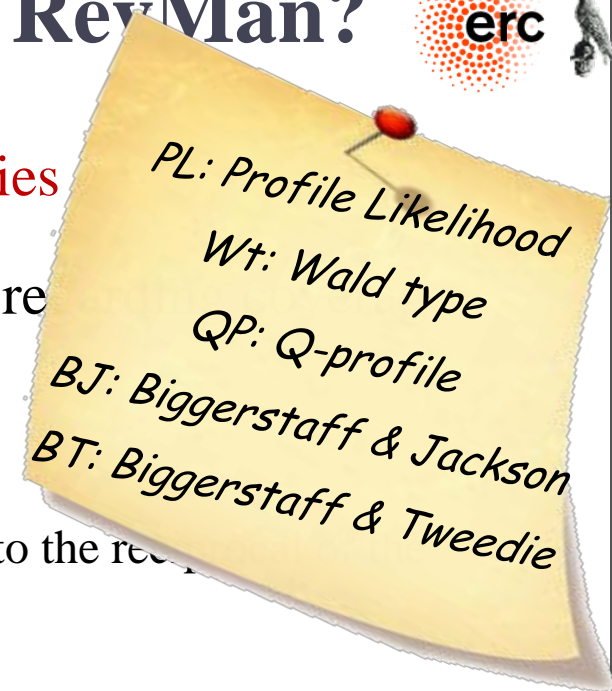 RevMan?
erc
ies
PL: Profile Likelihood
Wt: Wald type
re
QP: Q-profile
BJ: Biggerstaff & Jackson
BT: Biggerstaff & Tweedie
to the rec